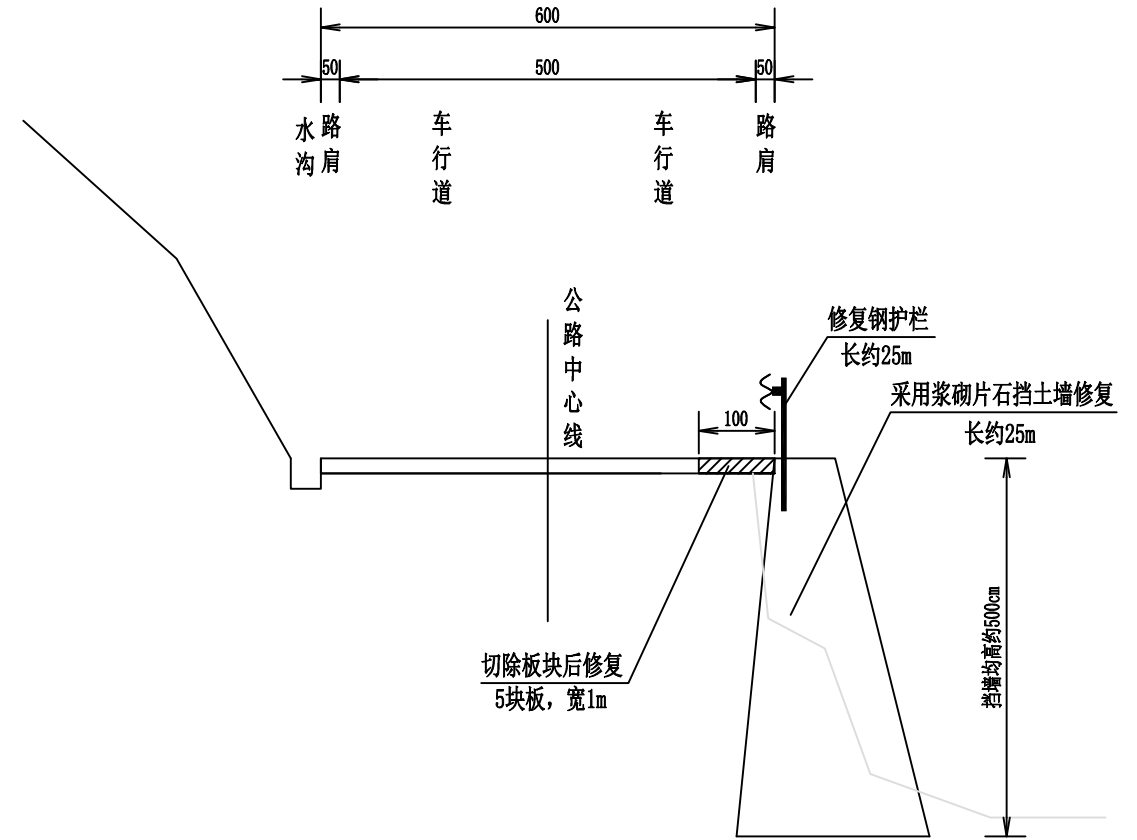 600
50
500
50
水沟
路肩
车行道
车行道
路肩
公路中心线
修复钢护栏
长约25m
100
采用浆砌片石挡土墙修复
长约25m
挡墙均高约500cm
切除板块后修复
5块板，宽1m